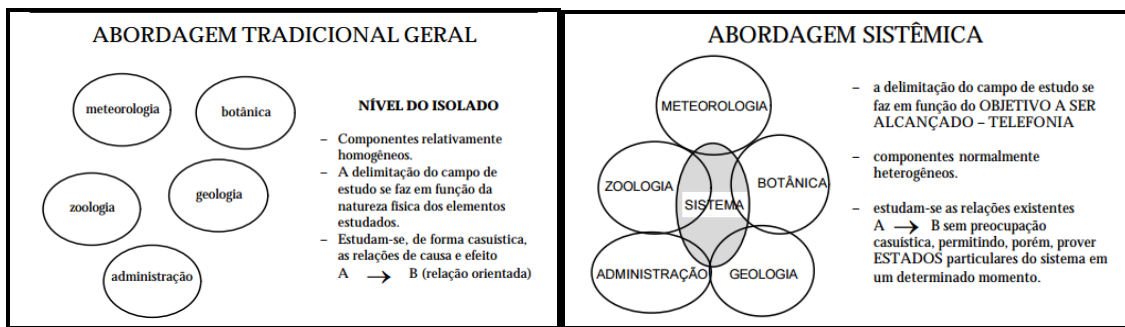 ABORDAGEM TRADICIONAL GERAL
meteorologia
botânica
geologia
zoologia
administração
NÍVEL DO ISOLADO
– Componentes relativamente
homogêneos.
– A delimitação do campo de
estudo se faz em função da
natureza física dos elementos
estudados.
– Estudam-se, de forma casuística,
as relações de causa e efeito
A → B (relação orientada)
ABORDAGEM SISTÊMICA
METEOROLOGIA
ZOOLOGIA
BOTÂNICA
SISTEMA
ADMINISTRAÇÃO
GEOLOGIA
– a delimitação do campo de estudo se
faz em função do OBJETIVO A SER
ALCANÇADO – TELEFONIA
– componentes normalmente
heterogêneos.
– estudam-se as relações existentes
A → B sem preocupação
casuística, permitindo, porém, prover
ESTADOS particulares do sistema em
um determinado momento.